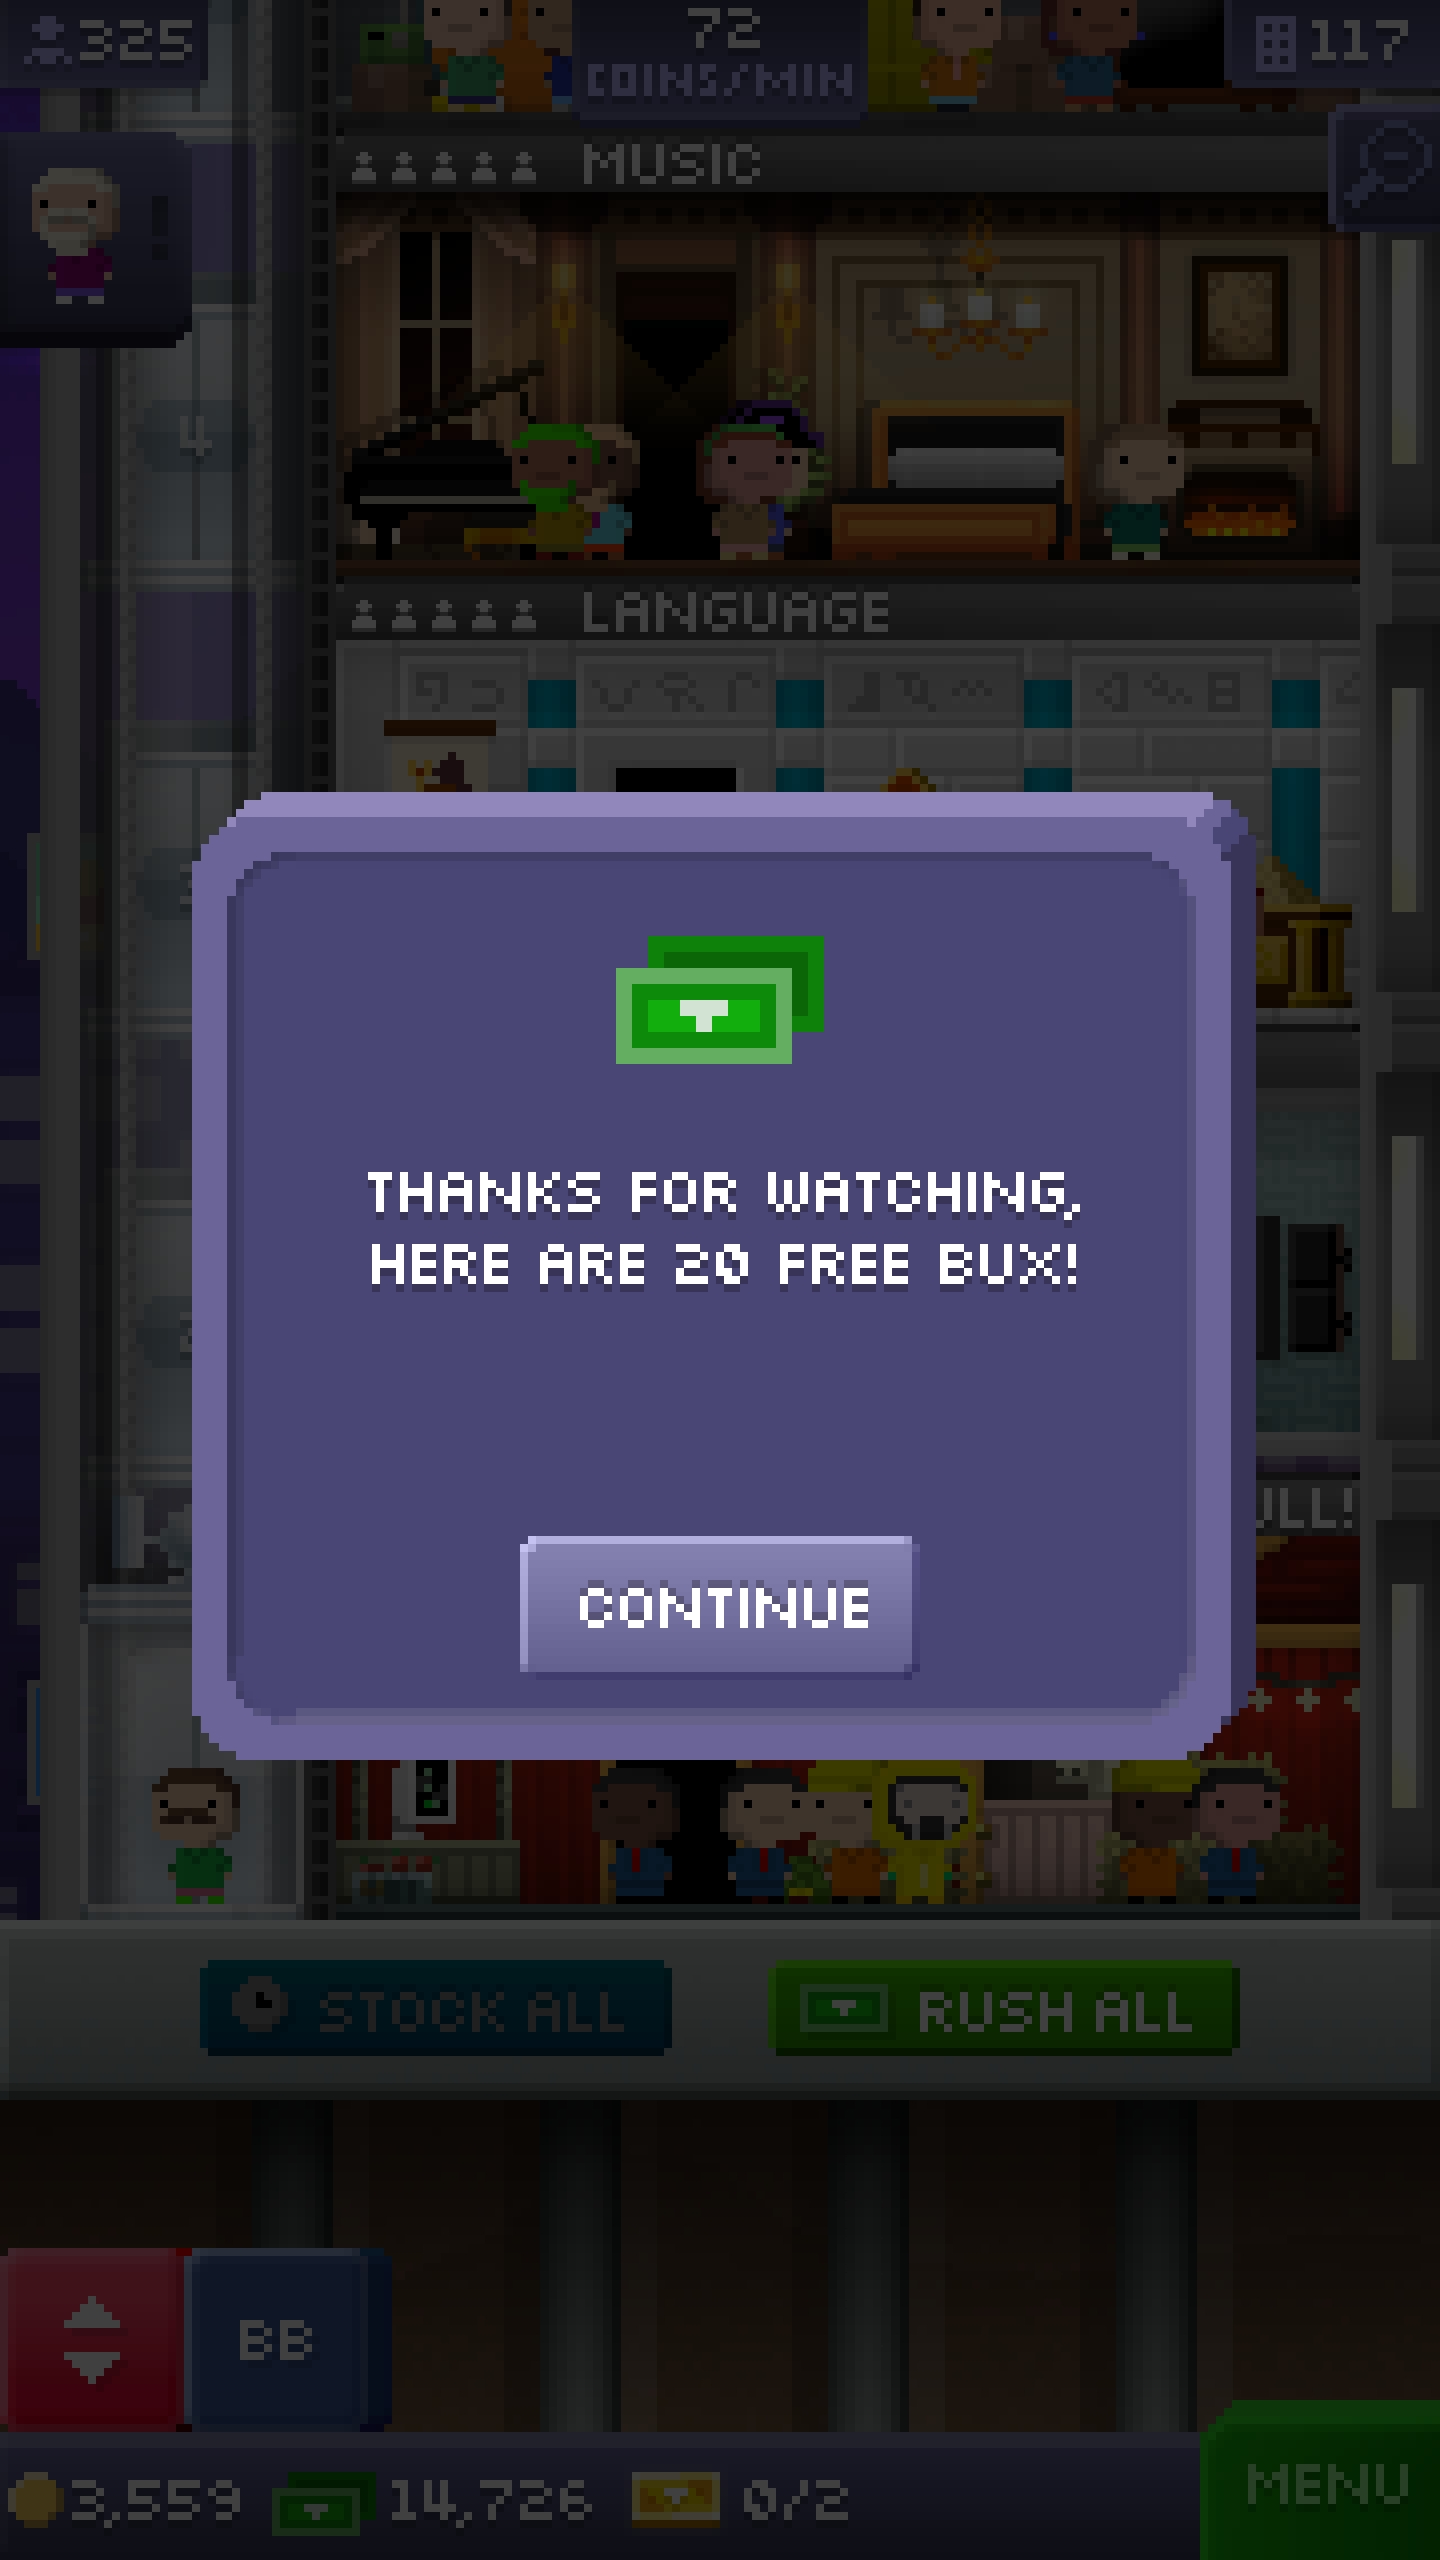 325
72
COINS/MIN
117
MUSIC
4
LANGUAGE
THANKS FOR WATCHING,
HERE ARE 20 FREE BUX!
CONTINUE
STOCK ALL
RUSH ALL
BB
3,559
14,726
0/2
MENU